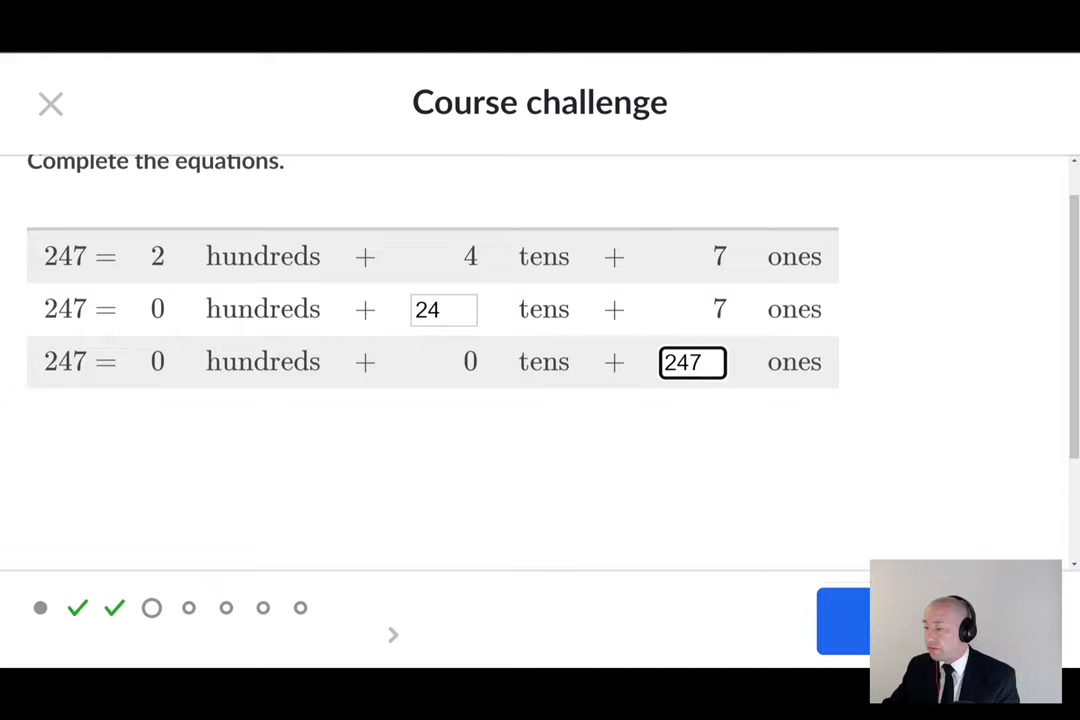 Course challenge
Complete the equations.
247 = 2 hundreds + 4 tens + 7 ones
247 = 0 hundreds + 24 tens + 7 ones
247 = 0 hundreds + 0 tens + 247 ones